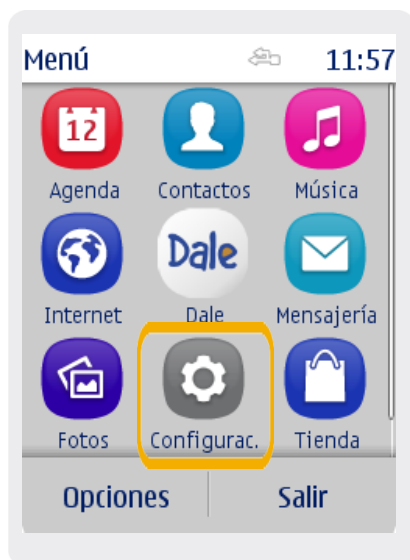 Menú 11:57
12
Agenda Contactos Música
Dale
Internet Dale Mensajería
Fotos Configurac. Tienda
Opciones Salir